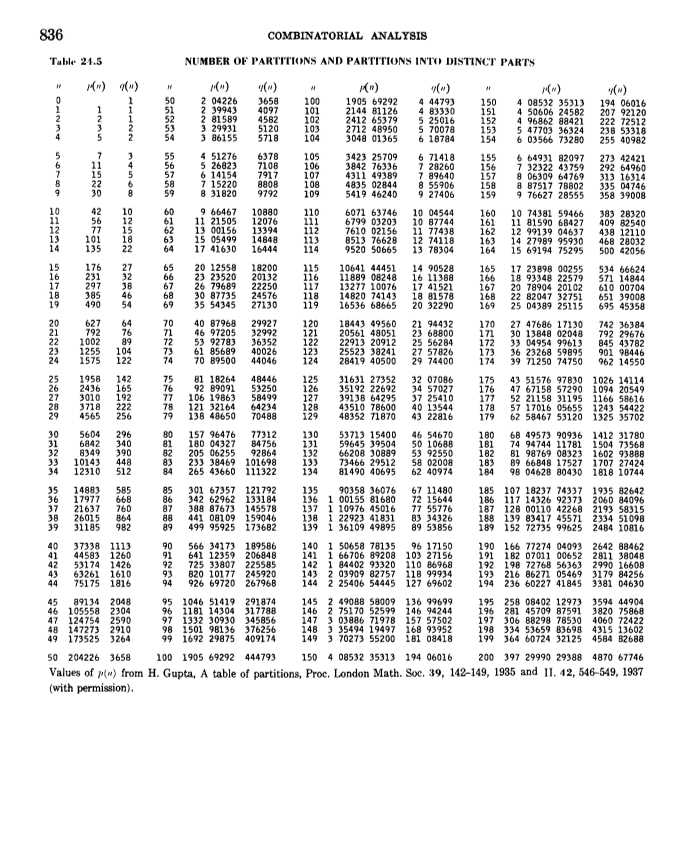 836 COMBINATORIAL ANALYSIS
Table 24.5 NUMBER OF PARTITIONS AND PARTITIONS INTO DISTINCT PARTS
n p(n) q(n) n p(n) q(n) n p(n) q(n) n p(n) q(n)
0 1 50 2 04226 3658 100 1905 69292 4 44793 150 4 08532 35313 194 06016
1 1 1 51 2 39943 4097 101 2144 81126 4 83330 151 4 50606 24582 207 92120
2 2 1 52 2 81589 4582 102 2412 65379 5 25016 152 4 96862 88421 222 72512
3 3 2 53 3 29931 5120 103 2712 48950 5 70078 153 5 47703 36324 238 53318
4 5 2 54 3 86155 5718 104 3048 01365 6 18784 154 6 03566 73280 255 40982
5 7 3 55 4 51276 6378 105 3423 25709 6 71418 155 6 64931 82097 273 42421
6 11 4 56 5 26823 7108 106 3842 76336 7 28260 156 7 32322 43759 292 64960
7 15 5 57 6 14154 7917 107 4311 49389 7 89640 157 8 06309 64769 313 16314
8 22 6 58 7 15220 8808 108 4835 02844 8 55906 158 8 87517 78802 335 04746
9 30 8 59 8 31820 9792 109 5419 46240 9 27406 159 9 76627 28555 358 39008
10 42 10 60 9 66467 10880 110 6071 63746 10 04544 160 10 74381 59466 383 28320
11 56 12 61 11 21505 12076 111 6799 03203 10 87744 161 11 81590 68427 409 82540
12 77 15 62 13 00156 13394 112 7610 02156 11 77438 162 12 99139 04637 438 12110
13 101 18 63 15 05499 14848 113 8513 76628 12 74118 163 14 27989 95930 468 28032
14 135 22 64 17 41630 16444 114 9520 50665 13 78304 164 15 69194 75295 500 42056
15 176 27 65 20 12558 18200 115 10641 44451 14 90528 165 17 23898 00255 534 66624
16 231 32 66 23 23520 20132 116 11889 08248 16 11388 166 18 93348 22579 571 14844
17 297 38 67 26 79689 22250 117 13277 10076 17 41521 167 20 78904 20102 610 00704
18 385 46 68 30 87735 24576 118 14820 74143 18 81578 168 22 82047 32751 651 39008
19 490 54 69 35 54345 27130 119 16536 68665 20 32290 169 25 04389 25115 695 45358
20 627 64 70 40 87968 29927 120 18443 49560 21 94432 170 27 47686 17130 742 36384
21 792 76 71 46 97205 32992 121 20561 48051 23 68800 171 30 13848 02048 792 29676
22 1002 89 72 53 92783 36352 122 22913 20912 25 56284 172 33 04954 99613 845 43782
23 1255 104 73 61 85689 40026 123 25523 38241 27 57826 173 36 23268 59895 901 98446
24 1575 122 74 70 89500 44046 124 28419 40500 29 74400 174 39 71250 74750 962 14550
25 1958 142 75 81 18264 48446 125 31631 27352 32 07086 175 43 51576 97830 1026 14114
26 2436 165 76 92 89091 53250 126 35192 22692 34 57027 176 47 67158 57290 1094 20549
27 3010 192 77 106 19863 58499 127 39138 64295 37 25410 177 52 21158 31195 1166 58616
28 3718 222 78 121 32164 64234 128 43510 78600 40 13544 178 57 17016 05655 1243 54422
29 4565 256 79 138 48650 70488 129 48352 71870 43 22816 179 62 58467 53120 1325 35702
30 5604 296 80 157 96476 77312 130 53713 15400 46 54670 180 68 49573 90936 1412 31780
31 6842 340 81 180 04327 84756 131 59645 39504 50 10688 181 74 94744 11781 1504 73568
32 8349 390 82 205 06255 92864 132 66208 30889 53 92550 182 81 98769 08323 1602 93888
33 10143 448 83 233 38469 101698 133 73466 29512 58 02008 183 89 66848 17527 1707 27424
34 12310 512 84 265 43660 111322 134 81490 40695 62 40974 184 98 04628 80430 1818 10744
35 14883 585 85 301 67357 121792 135 90358 36076 67 11480 185 107 18237 74337 1935 82642
36 17977 668 86 342 62962 133184 136 1 00155 81680 72 15644 186 117 14326 92373 2060 84096
37 21637 760 87 388 87673 145578 137 1 10976 45016 77 55776 187 128 00110 42268 2193 58315
38 26015 864 88 441 08109 159046 138 1 22923 41831 83 34326 188 139 83417 45571 2334 51098
39 31185 982 89 499 95925 173682 139 1 36109 49895 89 53856 189 152 72735 99625 2484 10816
40 37338 1113 90 566 34173 189586 140 1 50658 78135 96 17150 190 166 77274 04093 2642 88462
41 44583 1260 91 641 12359 206848 141 1 66706 89208 103 27156 191 182 07011 00652 2811 38048
42 53174 1426 92 725 33807 225585 142 1 84402 93320 110 86968 192 198 72768 56363 2990 16608
43 63261 1610 93 820 10177 245920 143 2 03909 82757 118 99934 193 216 86271 05469 3179 84256
44 75175 1816 94 926 69720 267968 144 2 25406 54445 127 69602 194 236 60227 41845 3381 04630
45 89134 2048 95 1046 51419 291874 145 2 49088 58009 136 99699 195 258 08402 12973 3594 44904
46 105558 2304 96 1181 14304 317788 146 2 75170 52599 146 94244 196 281 45709 87591 3820 75868
47 124754 2590 97 1332 30930 345856 147 3 03886 71978 157 57502 197 306 88298 78530 4060 72422
48 147273 2910 98 1501 98136 376256 148 3 35494 19497 168 93952 198 334 53659 83698 4315 13602
49 173525 3264 99 1692 29875 409174 149 3 70273 55200 181 08418 199 364 60724 32125 4584 82688
50 204226 3658 100 1905 69292 444793 150 4 08532 35313 194 06016 200 397 29990 29388 4870 67746
Values of p(n) from H. Gupta, A table of partitions, Proc. London Math. Soc. 39, 142-149, 1935 and II. 42, 546-549, 1937
(with permission).